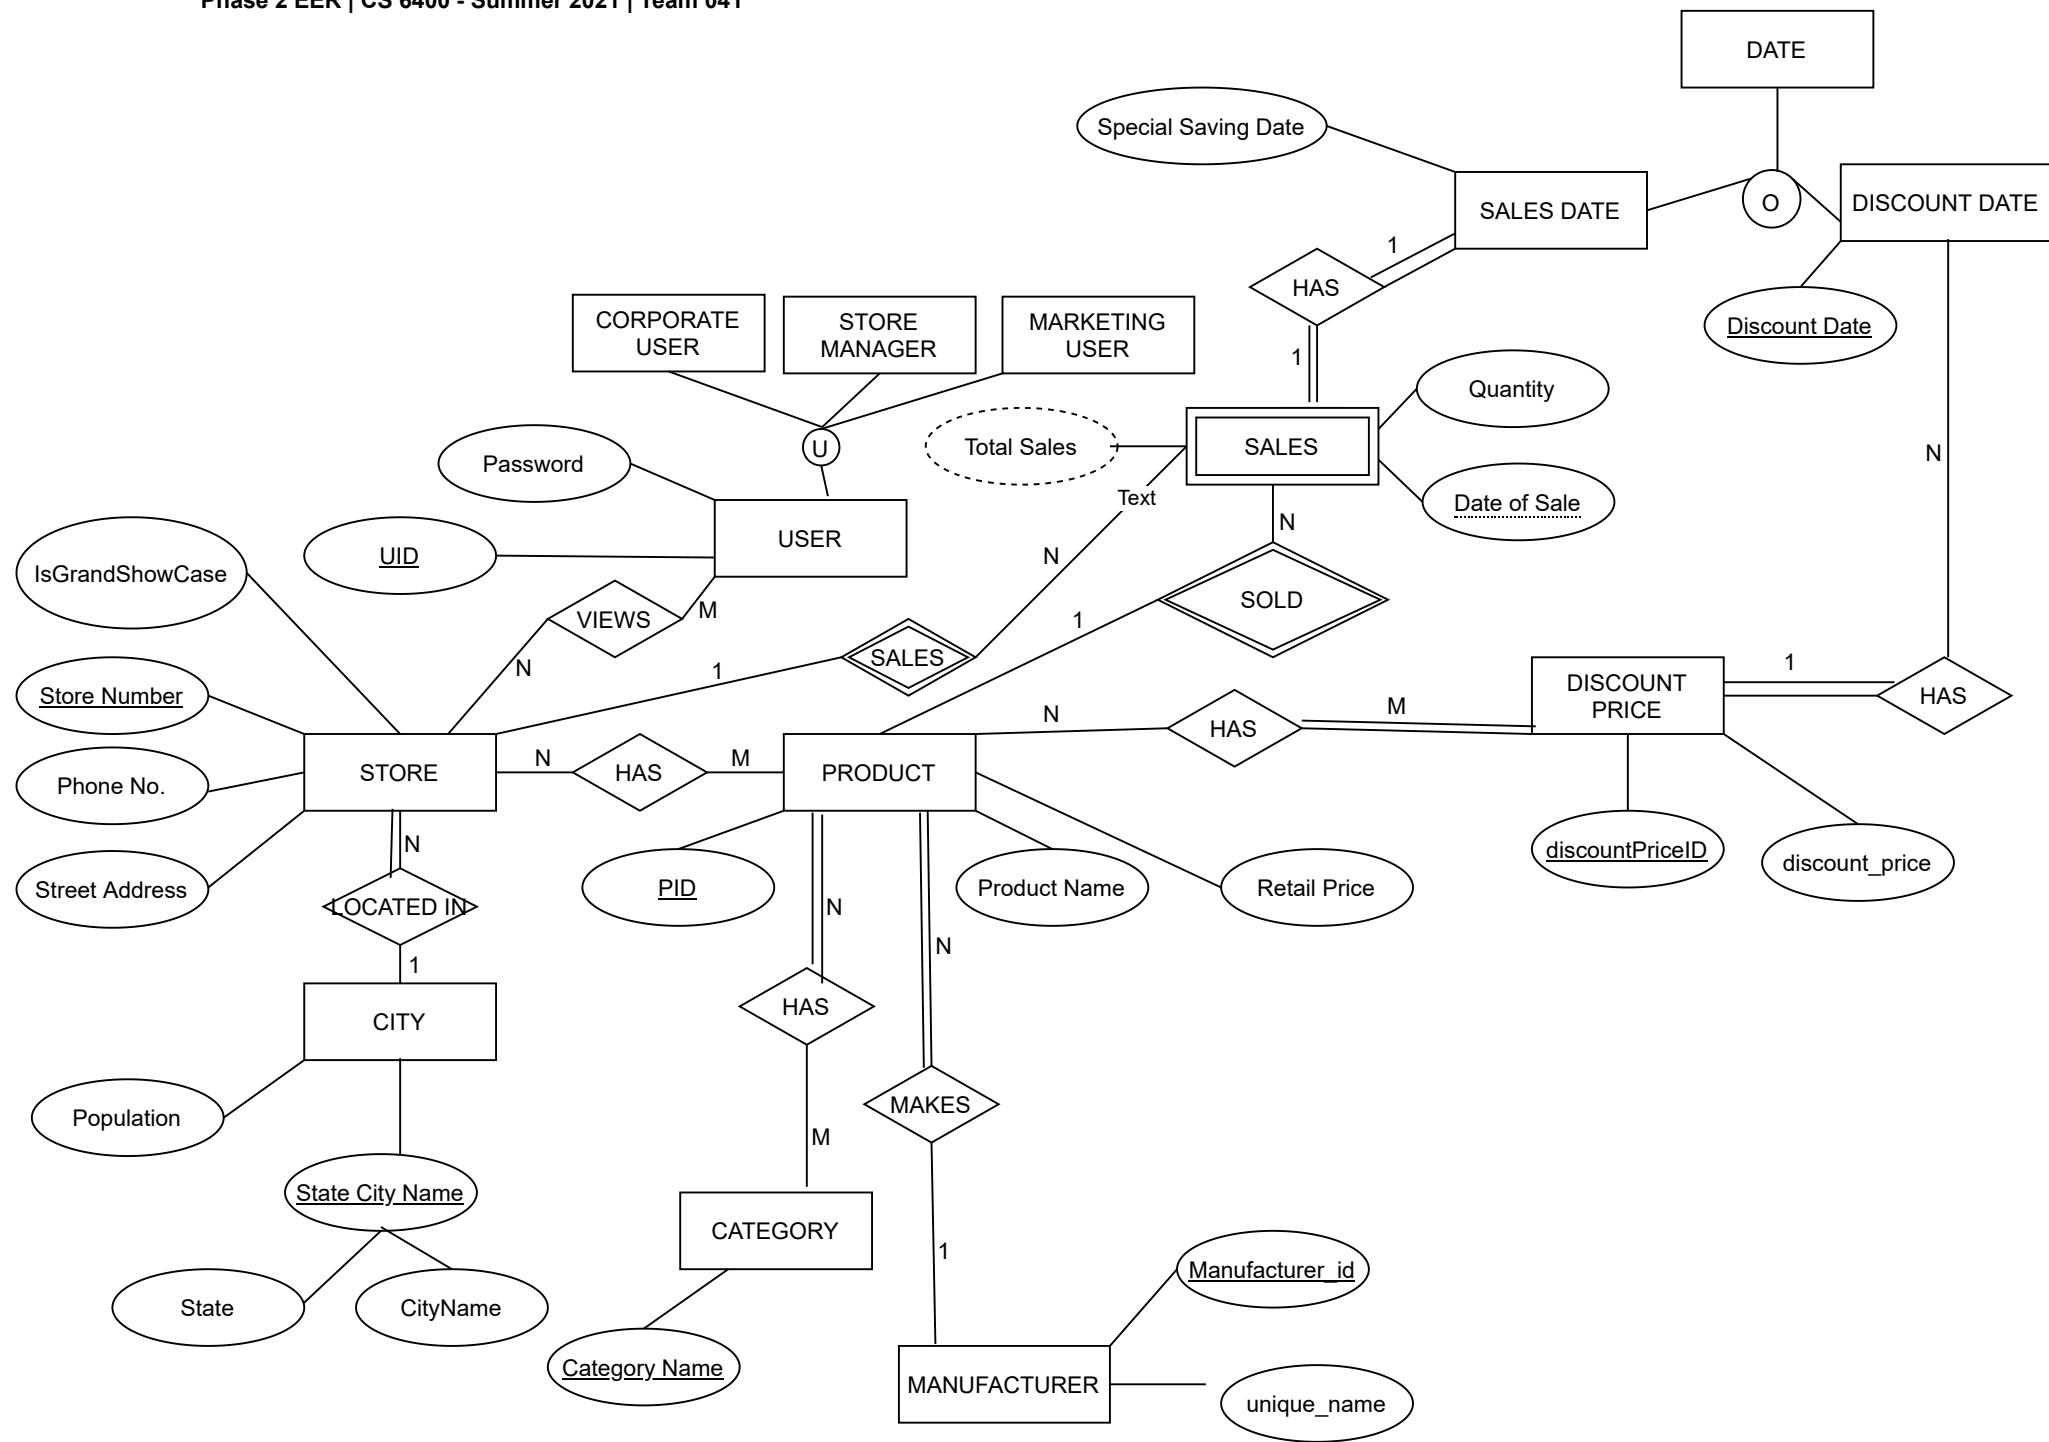 Phase 2 EER | CS 6400 - Summer 2021 | Team 041
DATE
Special Saving Date
SALES DATE
O
DISCOUNT DATE
1
HAS
Discount Date
1
CORPORATE
USER
STORE
MANAGER
MARKETING
USER
Quantity
U
Total Sales
SALES
N
Password
Text
Date of Sale
N
USER
UID
N
IsGrandShowCase
VIEWS
M
SOLD
1
N
SALES
1
Store Number
N
HAS
M
DISCOUNT
PRICE
1
HAS
STORE
N
HAS
M
PRODUCT
Phone No.
N
Street Address
LOCATED IN
PID
N
Product Name
Retail Price
discountPriceID
discount_price
N
1
HAS
CITY
MAKES
Population
M
State City Name
CATEGORY
1
Manufacturer_id
State
CityName
Category Name
MANUFACTURER
unique_name